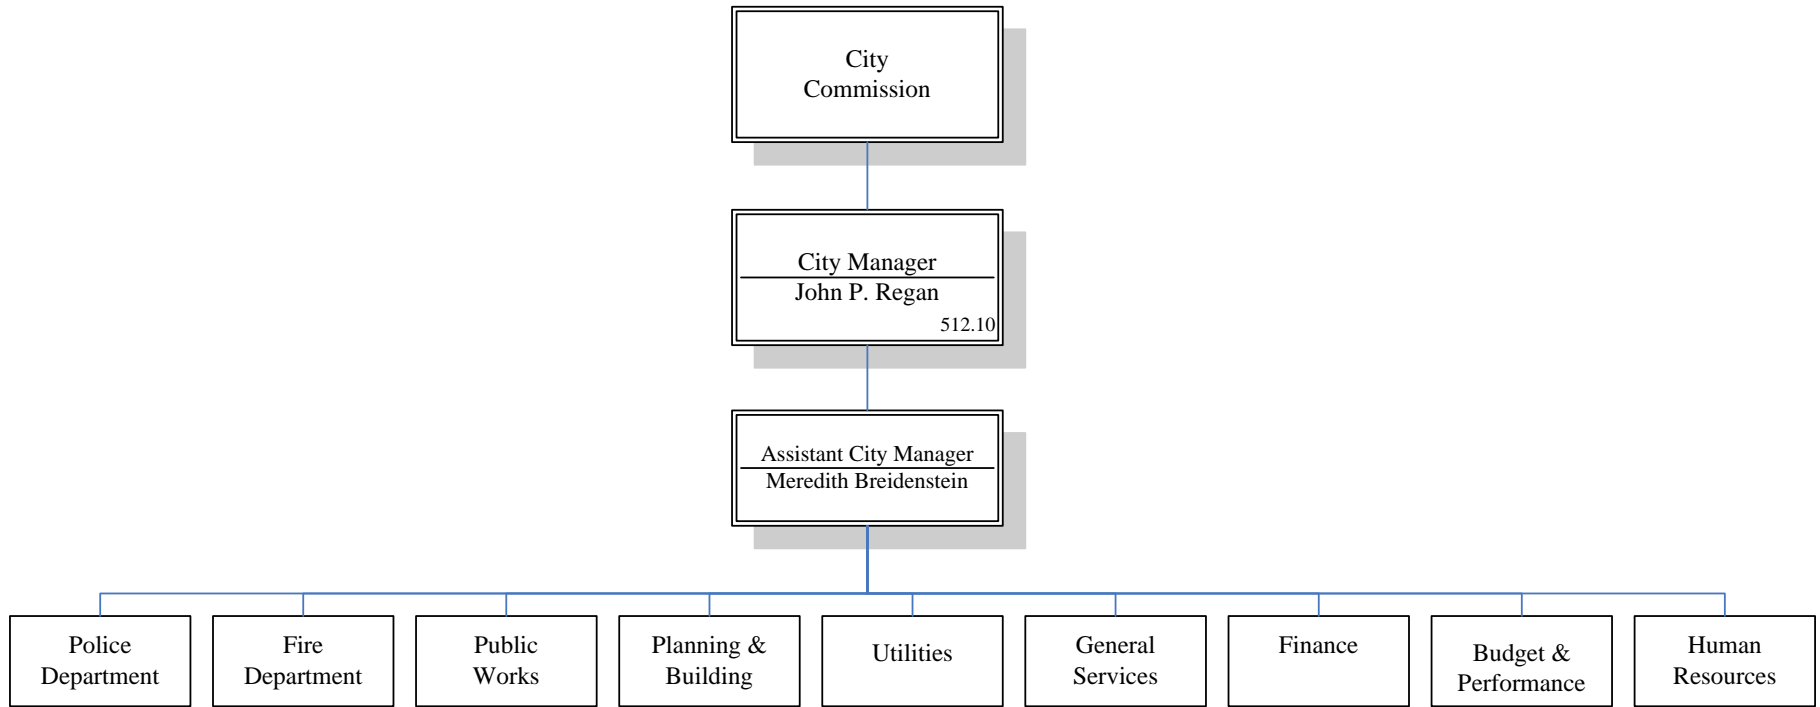 City
Commission
City Manager
John P. Regan
512.10
Assistant City Manager
Meredith Breidenstein
Police
Department
Fire
Department
Public
Works
Planning &
Building
Utilities
General
Services
Finance
Budget &
Performance
Human
Resources